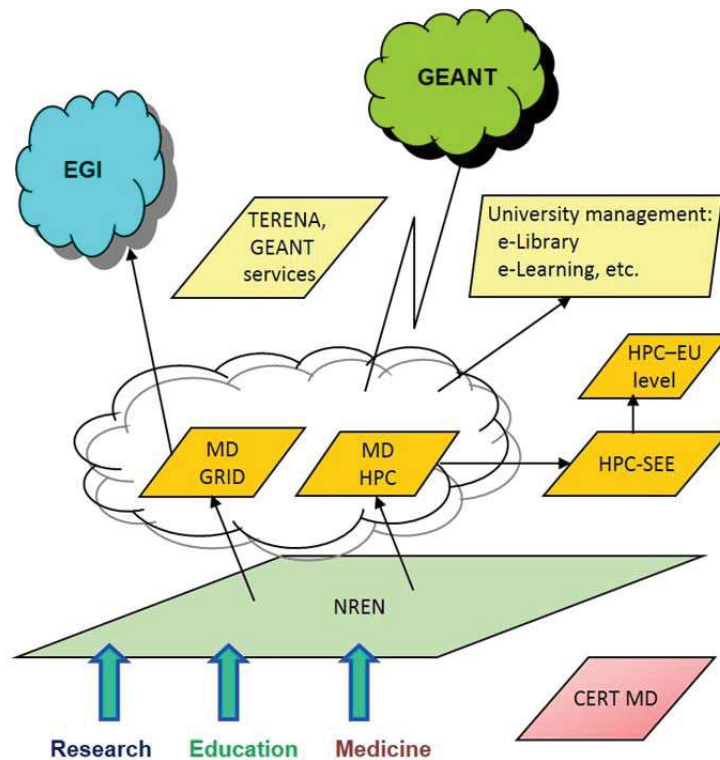 GEANT
EGI
TERENA,
GEANT
services
University management:
e-Library
e-Learning, etc.
HPC–EU
level
MD
GRID
MD
HPC
HPC-SEE
NREN
CERT MD
Research
Education
Medicine